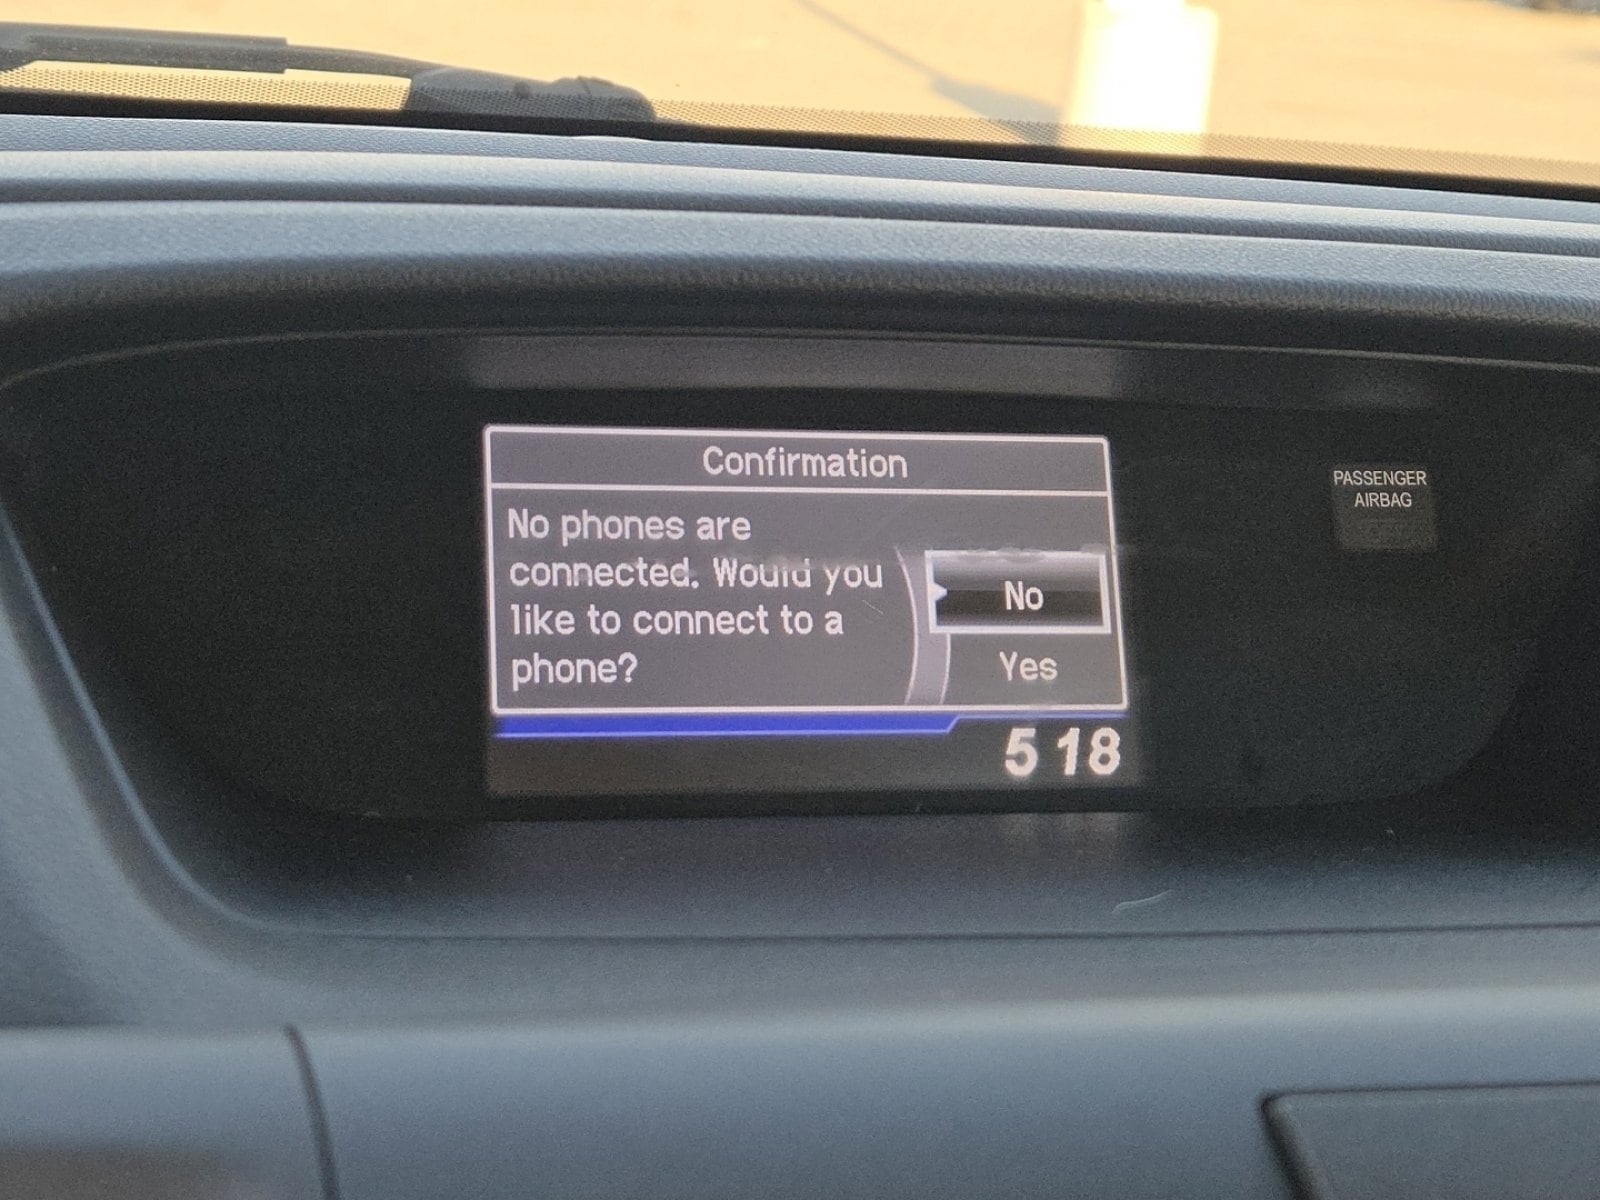 Confirmation
No phones are
connected. Would you
like to connect to a
phone?
No
Yes
5 18
PASSENGER
AIRBAG